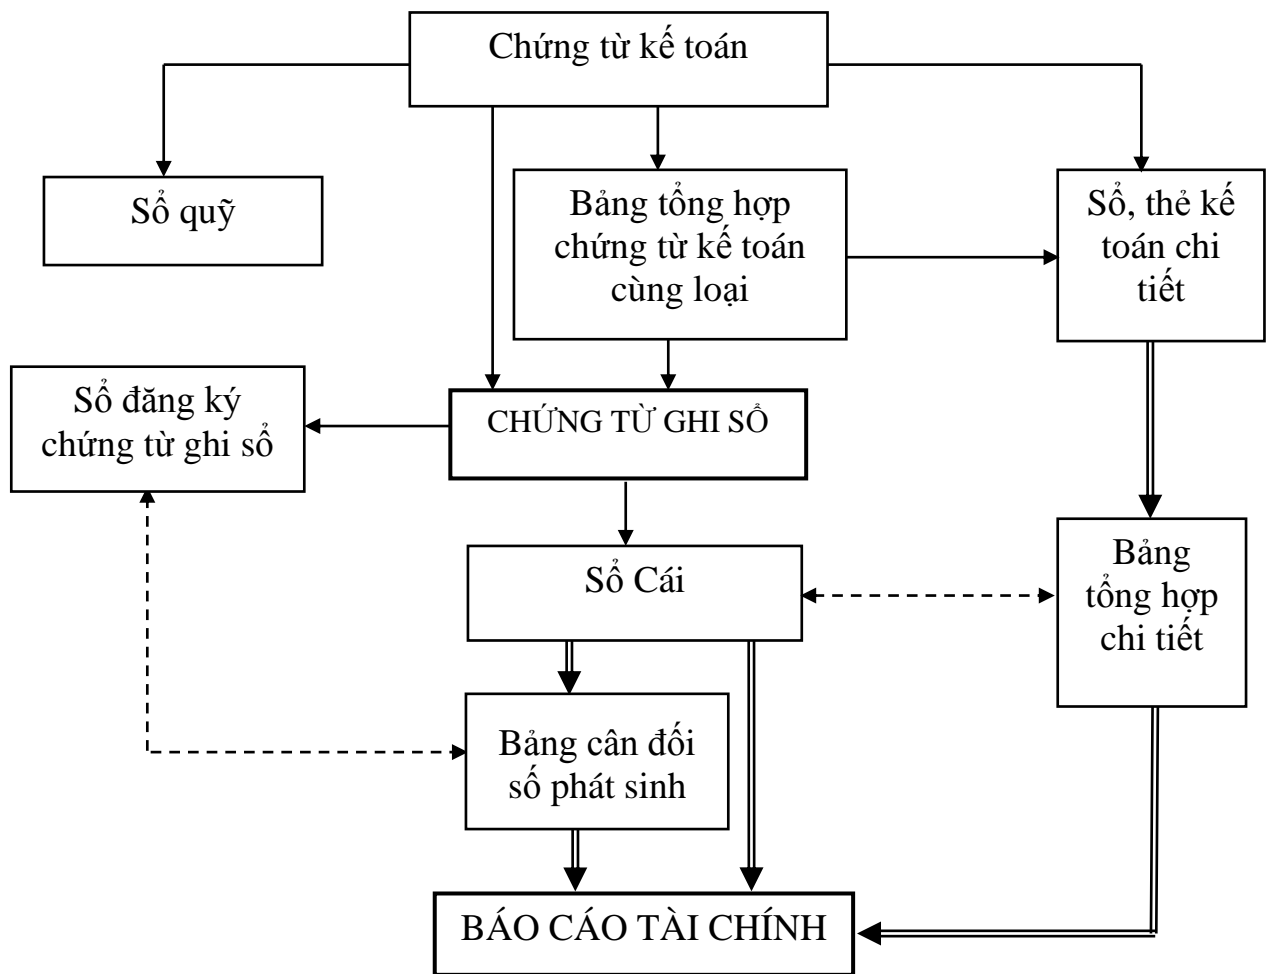 Chứng từ kế toán
Sổ quỹ
Bảng tổng hợp
chứng từ kế toán
cùng loại
Sổ, thẻ kế
toán chi
tiết
Sổ đăng ký
chứng từ ghi sổ
CHỨNG TỪ GHI SỔ
Sổ Cái
Bảng
tổng hợp
chi tiết
Bảng cân đối
số phát sinh
BÁO CÁO TÀI CHÍNH